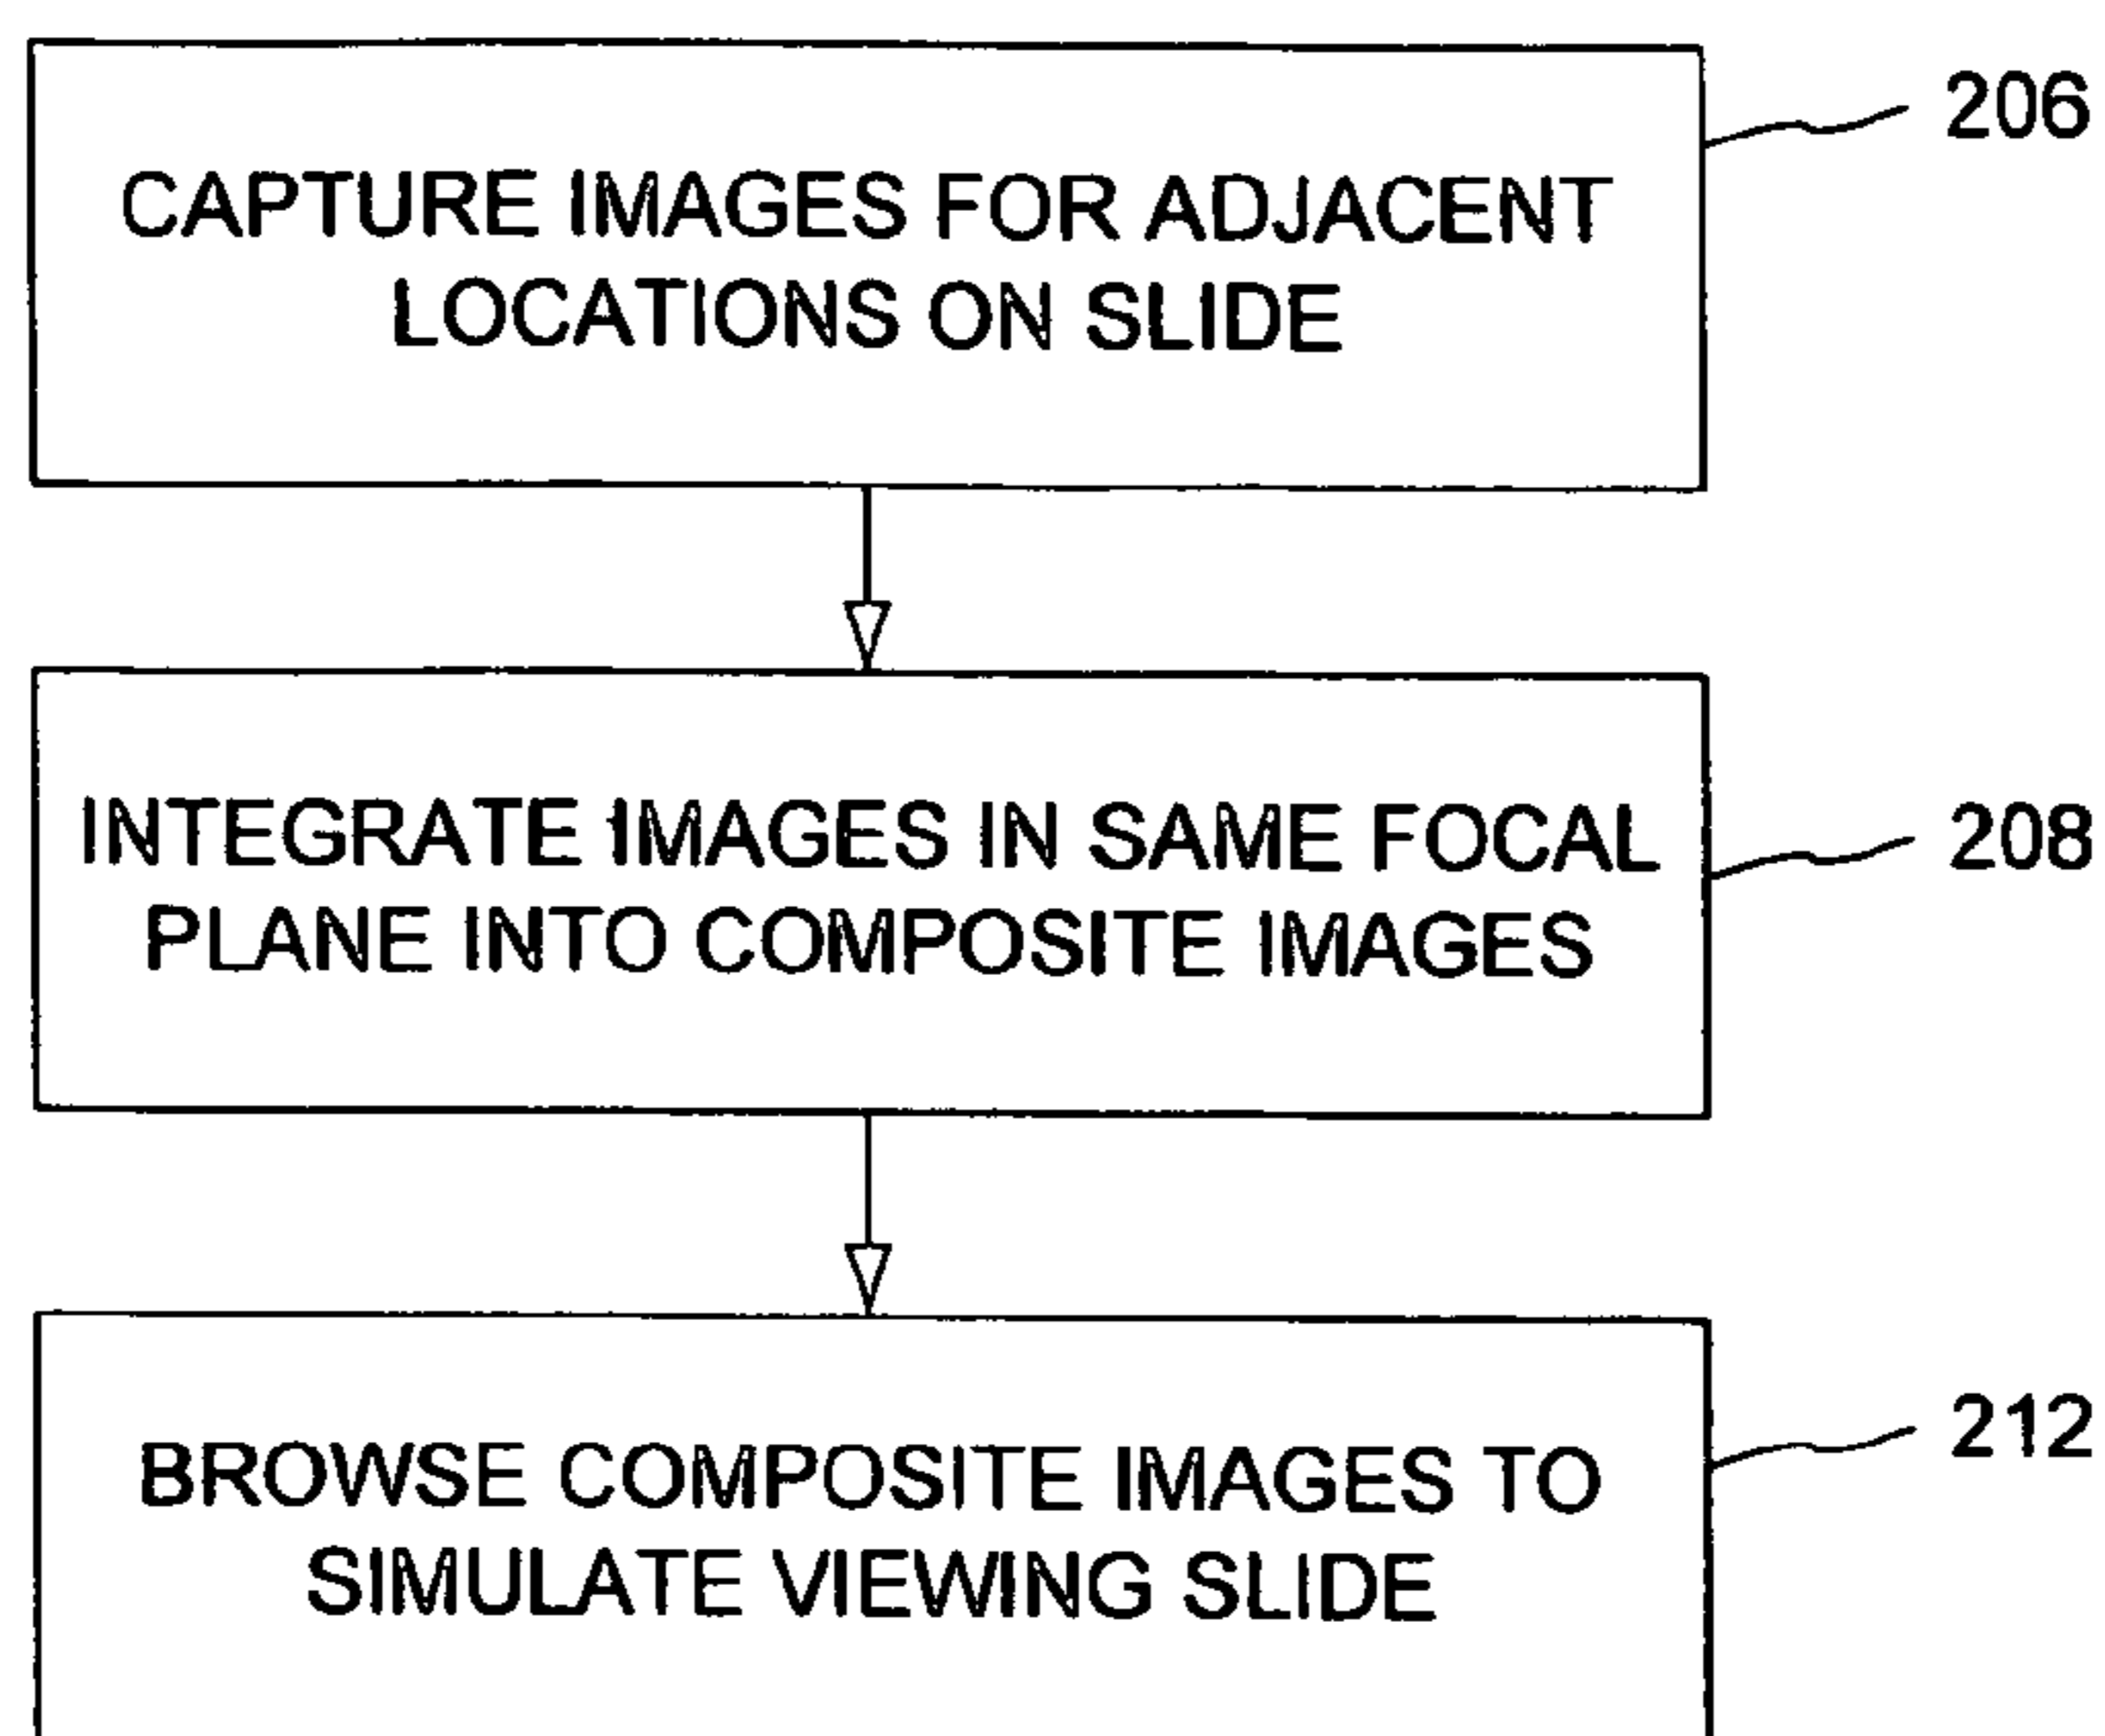 206
CAPTURE IMAGES FOR ADJACENT
LOCATIONS ON SLIDE
INTEGRATE IMAGES IN SAME FOCAL
PLANE INTO COMPOSITE IMAGES
208
BROWSE COMPOSITE IMAGES TO
SIMULATE VIEWING SLIDE
212